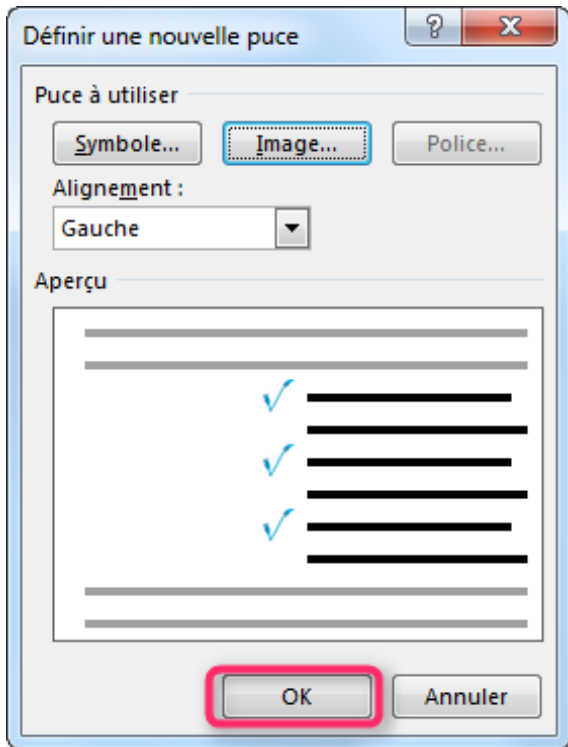 Définir une nouvelle puce
Puce à utiliser
Symbole... Image... Police...
Alignement :
Gauche
Aperçu
OK Annuler